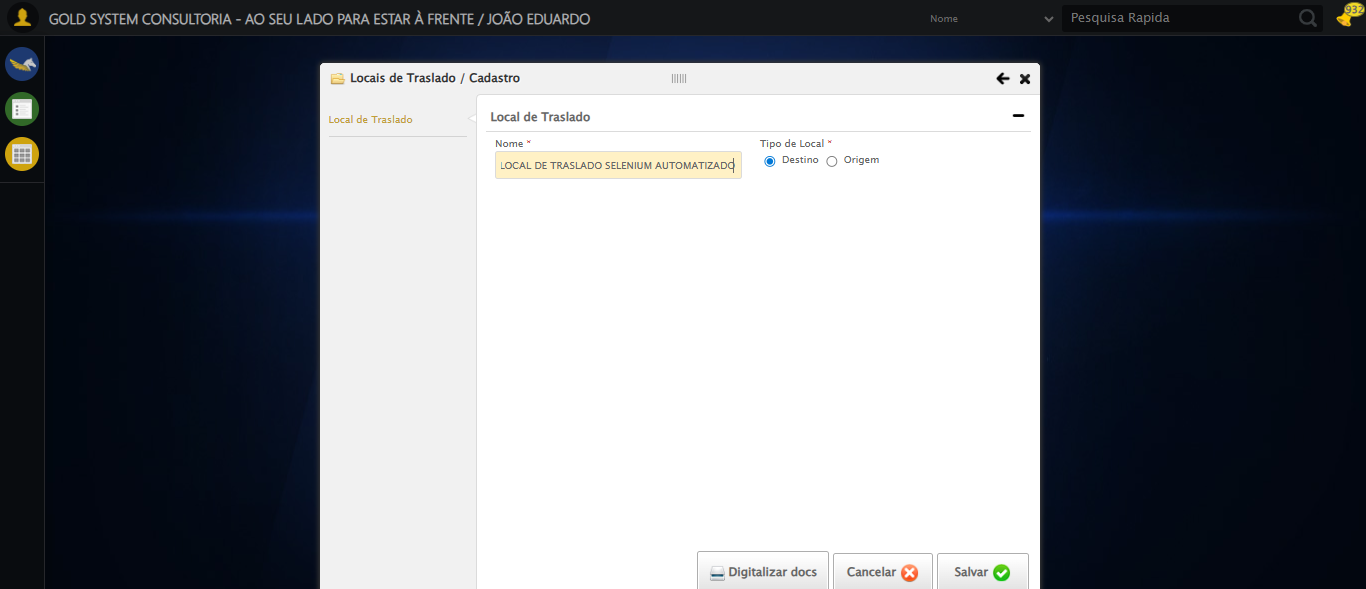 GOLD SYSTEM CONSULTORIA - AO SEU LADO PARA ESTAR À FRENTE / JOÃO EDUARDO
Nome
Pesquisa Rapida
932
Locais de Traslado / Cadastro
Local de Traslado
Local de Traslado
Nome *
Tipo de Local *
LOCAL DE TRASLADO SELENIUM AUTOMATIZADO
Destino
Origem
Digitalizar docs
Cancelar
Salvar